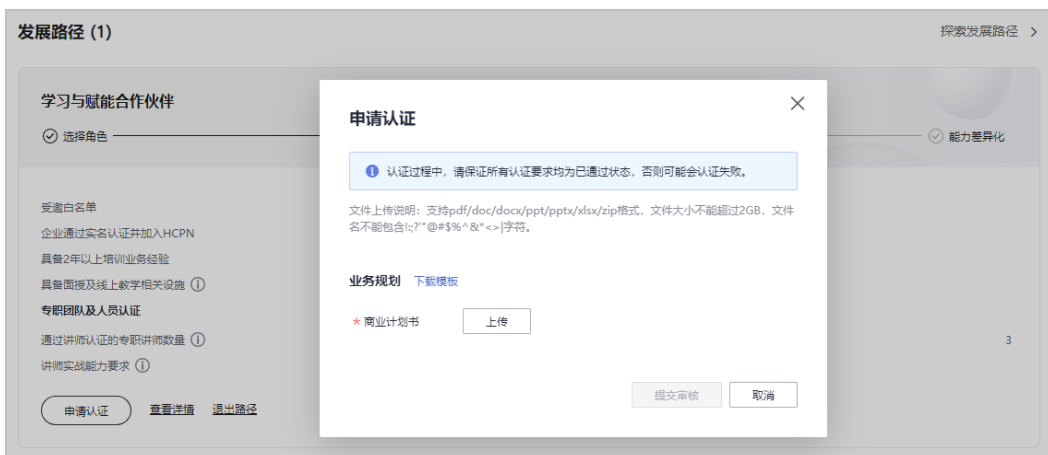 发展路径 (1)
探索发展路径 >
学习与赋能合作伙伴
选择角色
能力差异化
受邀白名单
企业通过实名认证并加入HCPN
具备2年以上培训业务经验
具备面授及线上教学相关设施
专职团队及人员认证
通过讲师认证的专职讲师数量
3
讲师实战能力要求
申请认证 查看详情 退出路径
申请认证
认证过程中，请保证所有认证要求均为已通过状态，否则可能会认证失败。
文件上传说明：支持pdf/doc/docx/ppt/pptx/xlsx/zip格式，文件大小不能超过2GB，文件
名不能包含!:;?'"@#$%^&*<>|字符。
业务规划 下载模板
*商业计划书 上传
提交审核 取消